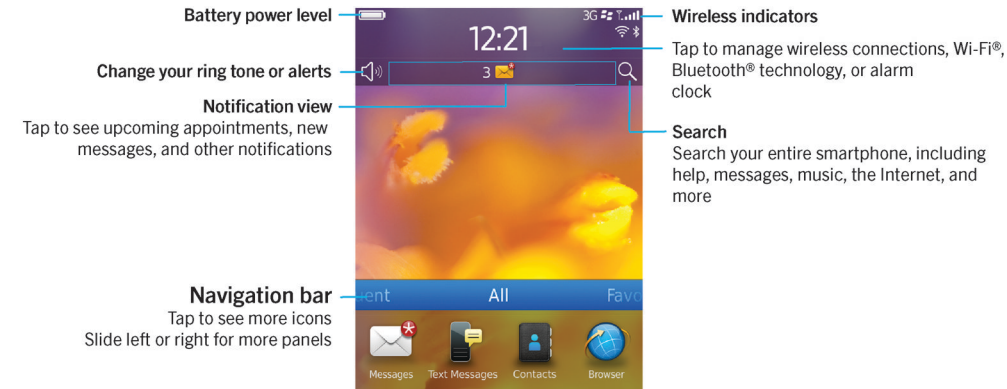 Battery power level
Change your ring tone or alerts
Notification view
Tap to see upcoming appointments, new
messages, and other notifications
Navigation bar
Tap to see more icons
Slide left or right for more panels
3G
12:21
3
uent All Favo
Messages Text Messages Contacts Browser
Wireless indicators
Tap to manage wireless connections, Wi-Fi®,
Bluetooth® technology, or alarm
clock
Search
Search your entire smartphone, including
help, messages, music, the Internet, and
more